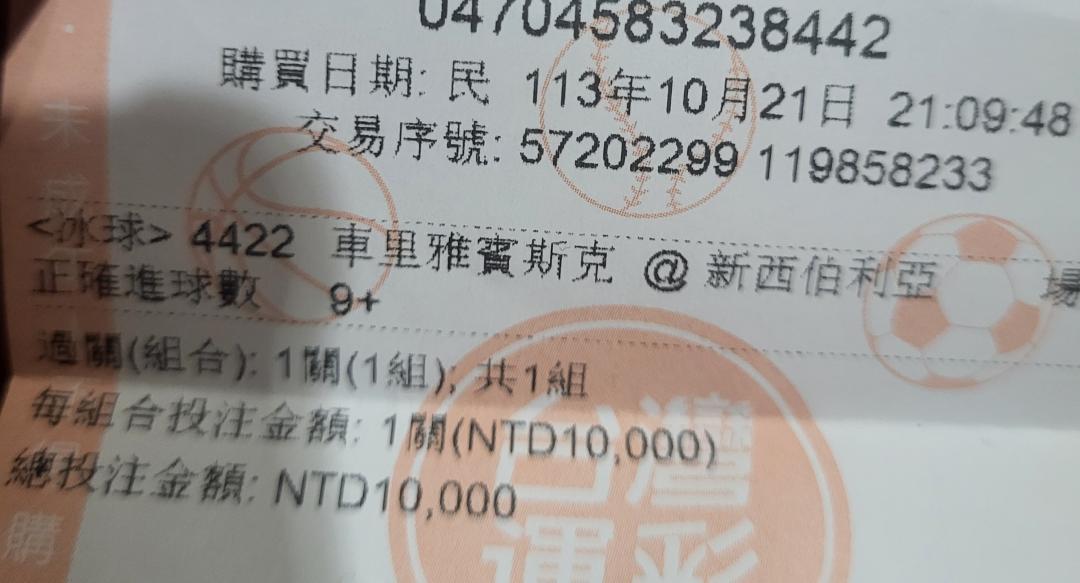 04704583238442
購買日期: 民 113年10月21日 21:09:48
交易序號: 57202299 119858233
<冰球> 4422 車里雅賓斯克 @ 新西伯利亞 場
正確進球數 9+
過關(組合): 1關(1組); 共1組
每組合投注金額: 1關(NTD10,000)
總投注金額: NTD10,000
台灣
運彩
未成
購